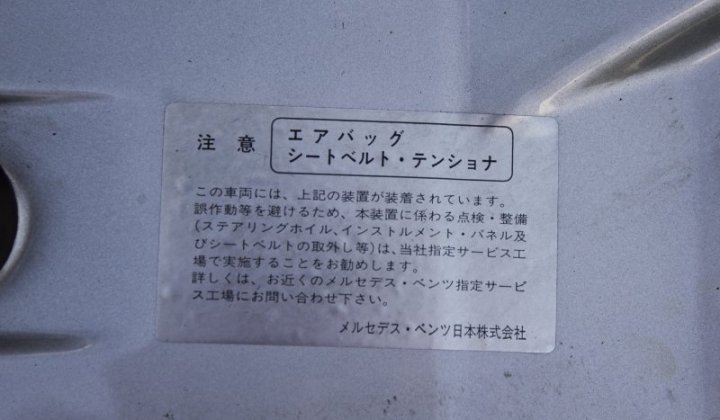 注意
エアバッグ
シートベルト・テンショナ
この車両には、上記の装置が装着されています。
誤作動等を避けるため、本装置に係わる点検・整備
(ステアリングホイル、インストルメント・パネル及
びシートベルトの取外し等)は、当社指定サービス工
場で実施することをお勧めします。
詳しくは、お近くのメルセデス・ベンツ指定サービ
ス工場にお問い合わせ下さい。
メルセデス・ベンツ日本株式会社